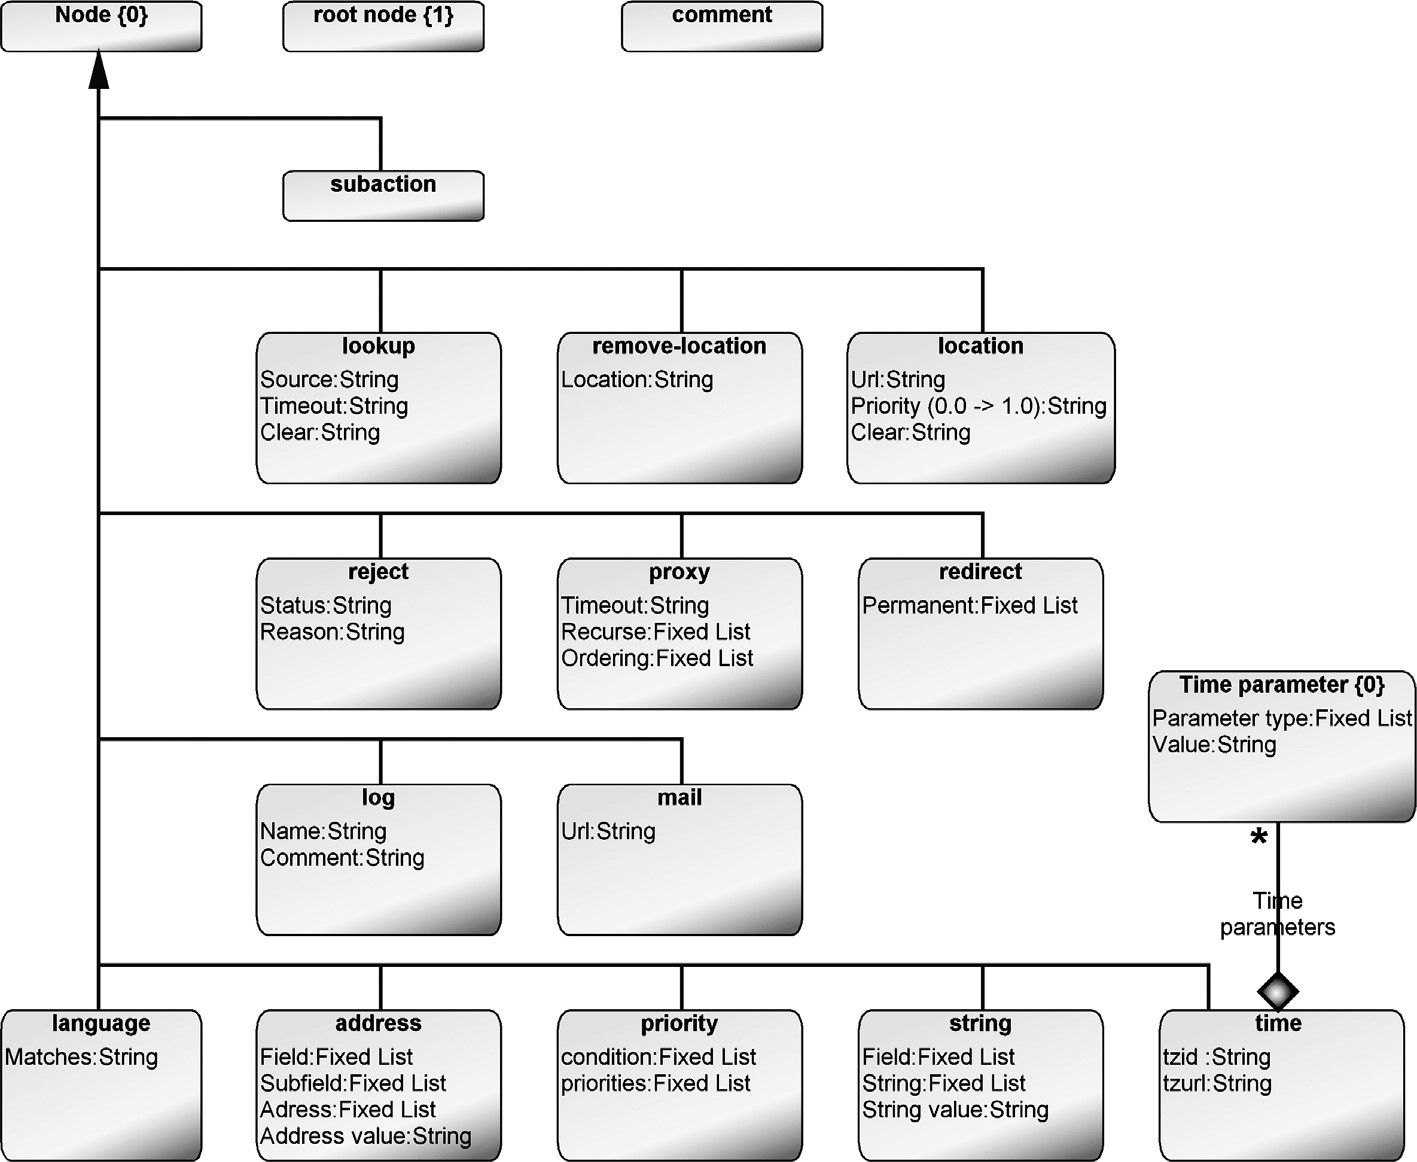 Node {0}
root node {1}
comment
subaction
lookup
Source:String
Timeout:String
Clear:String
remove-location
Location:String
location
Url:String
Priority (0.0 -> 1.0):String
Clear:String
reject
Status:String
Reason:String
proxy
Timeout:String
Recurse:Fixed List
Ordering:Fixed List
redirect
Permanent:Fixed List
Time parameter {0}
Parameter type:Fixed List
Value:String
log
Name:String
Comment:String
mail
Url:String
*
Time
parameters
language
Matches:String
address
Field:Fixed List
Subfield:Fixed List
Adress:Fixed List
Address value:String
priority
condition:Fixed List
priorities:Fixed List
string
Field:Fixed List
String:Fixed List
String value:String
time
tzid :String
tzurl:String